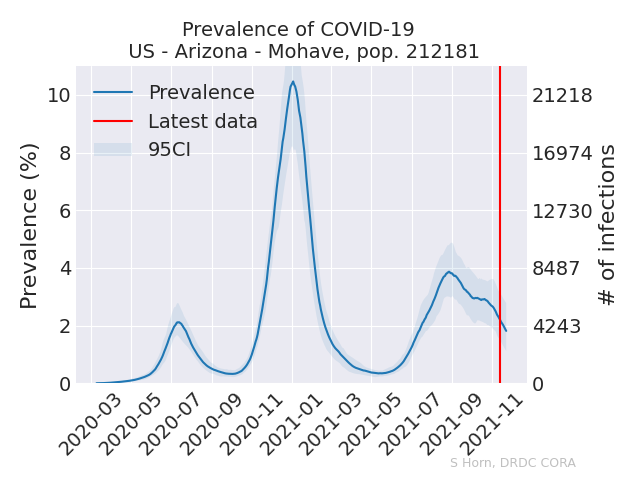 Prevalence of COVID-19
US - Arizona - Mohave, pop. 212181
Prevalence
Latest data
95CI
Prevalence (%)
10
8
6
4
2
0
21218
16974
12730
8487
4243
0
# of infections
2020-03
2020-05
2020-07
2020-09
2020-11
2021-01
2021-03
2021-05
2021-07
2021-09
2021-11
S Horn, DRDC CORA